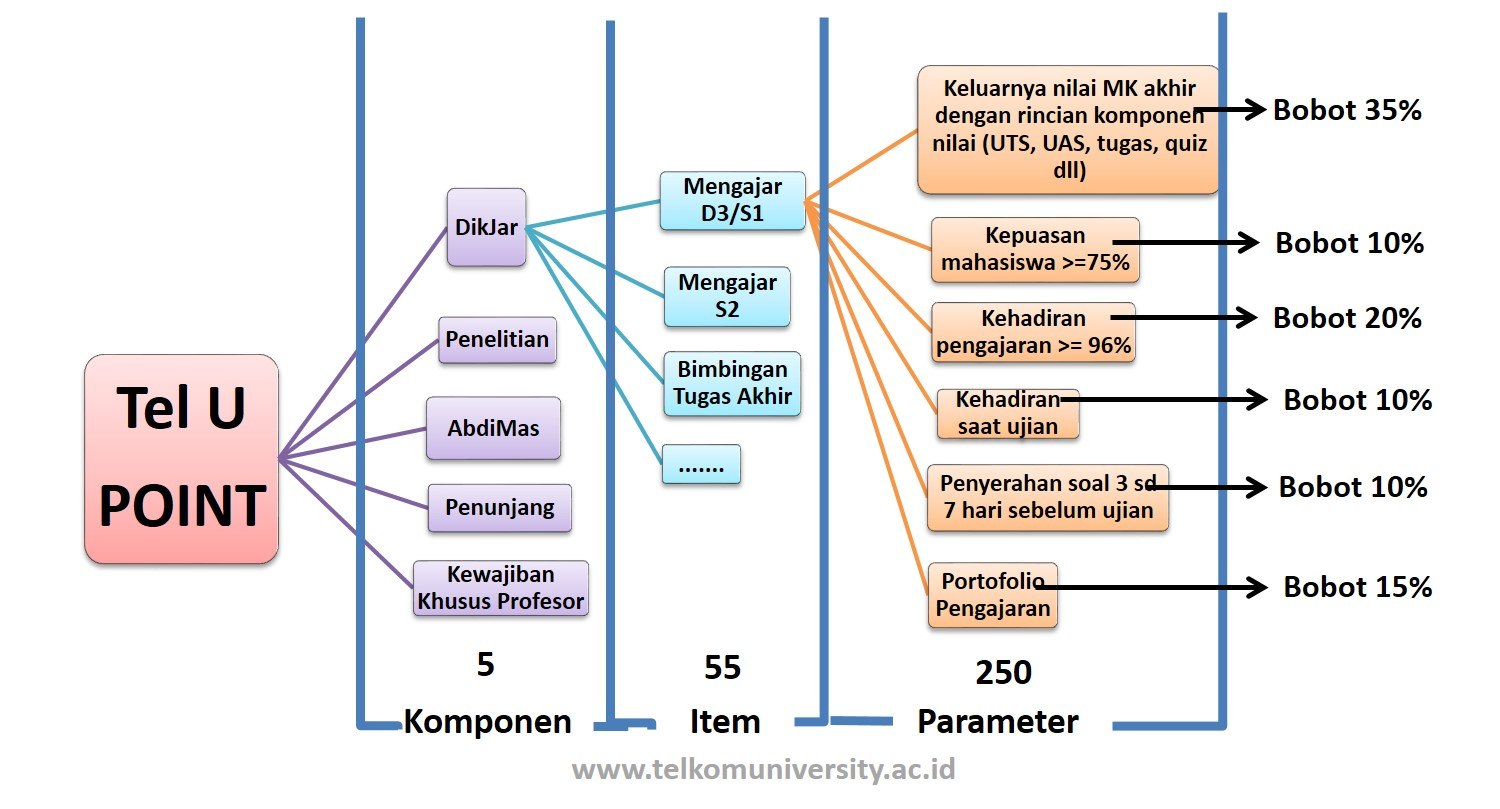 Tel U
POINT
DikJar
Penelitian
AbdiMas
Penunjang
Kewajiban
Khusus Profesor
5
Komponen
Mengajar
D3/S1
Mengajar
S2
Bimbingan
Tugas Akhir
.......
55
Item
Keluarnya nilai MK akhir
dengan rincian komponen
nilai (UTS, UAS, tugas, quiz
dll)
Bobot 35%
Kepuasan
mahasiswa >=75%
Bobot 10%
Kehadiran
pengajaran >= 96%
Bobot 20%
Kehadiran
saat ujian
Bobot 10%
Penyerahan soal 3 sd
7 hari sebelum ujian
Bobot 10%
Portofolio
Pengajaran
Bobot 15%
250
Parameter
www.telkomuniversity.ac.id